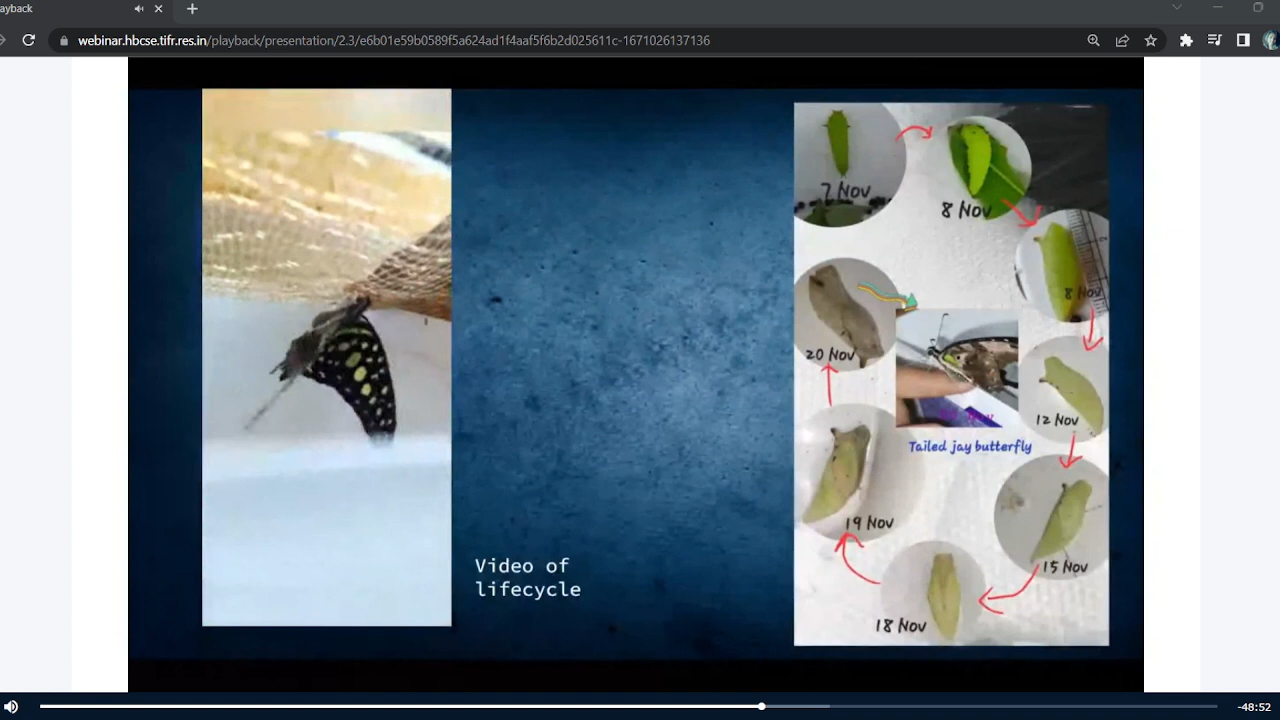 ayback
webinar.hbcse.tifr.res.in/playback/presentation/2.3/e6b01e59b0589f5a624ad1f4aaf5f6b2d025611c-1671026137136
7 Nov
8 Nov
8 Nov
20 Nov
12 Nov
Tailed jay butterfly
19 Nov
15 Nov
18 Nov
Video of
lifecycle
-48:52